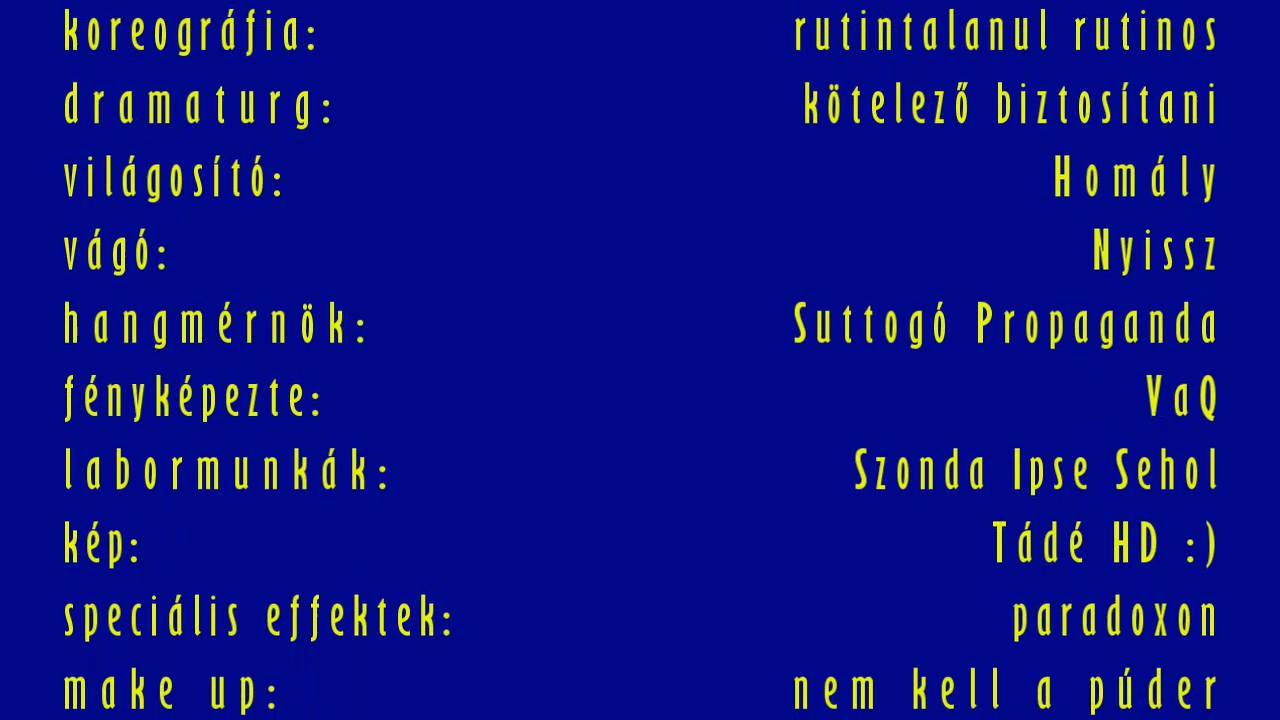 koreográfia: rutintalanul rutinos
dramaturg: kötelező biztosítani
világosító: Homály
vágó: Nyissz
hangmérnök: Suttogó Propaganda
fényképezte: VaQ
labormunkák: Szonda Ipse Sehol
kép: Tádé HD :)
speciális effektek: paradoxon
make up: nem kell a púder